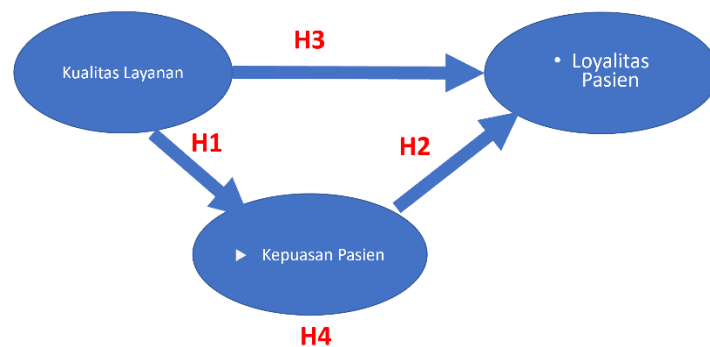 H3
Kualitas Layanan
• Loyalitas
Pasien
H1
H2
► Kepuasan Pasien
H4